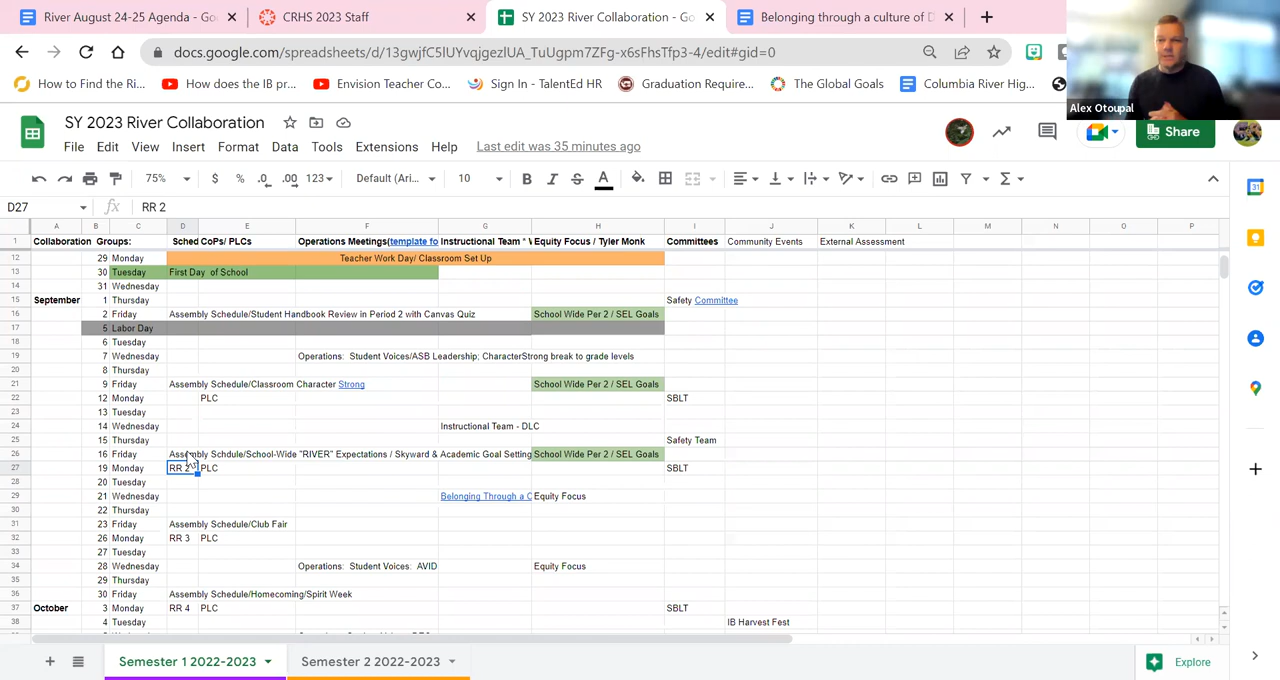 River August 24-25 Agenda - Go
CRHS 2023 Staff
SY 2023 River Collaboration - Go
Belonging through a culture of D
docs.google.com/spreadsheets/d/13gwjfC5lUYwjjgezlUA_TuUgpm7ZFg-x6sFhsTfp3-4/edit#gid=0
How to Find the Ri...
How does the IB pr...
Envision Teacher Co...
Sign In - TalentEd HR
Graduation Require...
The Global Goals
Columbia River Hig...
Alex Otoupal
SY 2023 River Collaboration
File Edit View Insert Format Data Tools Extensions Help Last edit was 35 minutes ago
Share
75% $ % .0 .00 123 Default (Ari... 10 B I S A
D27 fx RR 2
A B C D E F G H I J K L M N O P
1 Collaboration Groups: Sched CoPs/ PLCs Operations Meetings(template fo Instructional Team * \ Equity Focus / Tyler Monk Committees Community Events External Assessment
12 29 Monday Teacher Work Day/ Classroom Set Up
13 30 Tuesday First Day of School
14 31 Wednesday
15 September 1 Thursday Safety Committee
16 2 Friday Assembly Schedule/Student Handbook Review in Period 2 with Canvas Quiz School Wide Per 2 / SEL Goals
17 5 Labor Day
18 6 Tuesday
19 7 Wednesday Operations: Student Voices/ASB Leadership; CharacterStrong break to grade levels
20 8 Thursday
21 9 Friday Assembly Schedule/Classroom Character Strong School Wide Per 2 / SEL Goals
22 12 Monday PLC SBLT
23 13 Tuesday
24 14 Wednesday Instructional Team - DLC
25 15 Thursday Safety Team
26 16 Friday Assembly Schdule/School-Wide "RIVER" Expectations / Skyward & Academic Goal Setting School Wide Per 2 / SEL Goals
27 19 Monday RR 2 PLC SBLT
28 20 Tuesday
29 21 Wednesday Belonging Through a C Equity Focus
30 22 Thursday
31 23 Friday Assembly Schedule/Club Fair
32 26 Monday RR 3 PLC
33 27 Tuesday
34 28 Wednesday Operations: Student Voices: AVID Equity Focus
35 29 Thursday
36 30 Friday Assembly Schedule/Homecoming/Spirit Week
37 October 3 Monday RR 4 PLC SBLT
38 4 Tuesday IB Harvest Fest
Semester 1 2022-2023
Semester 2 2022-2023
Explore